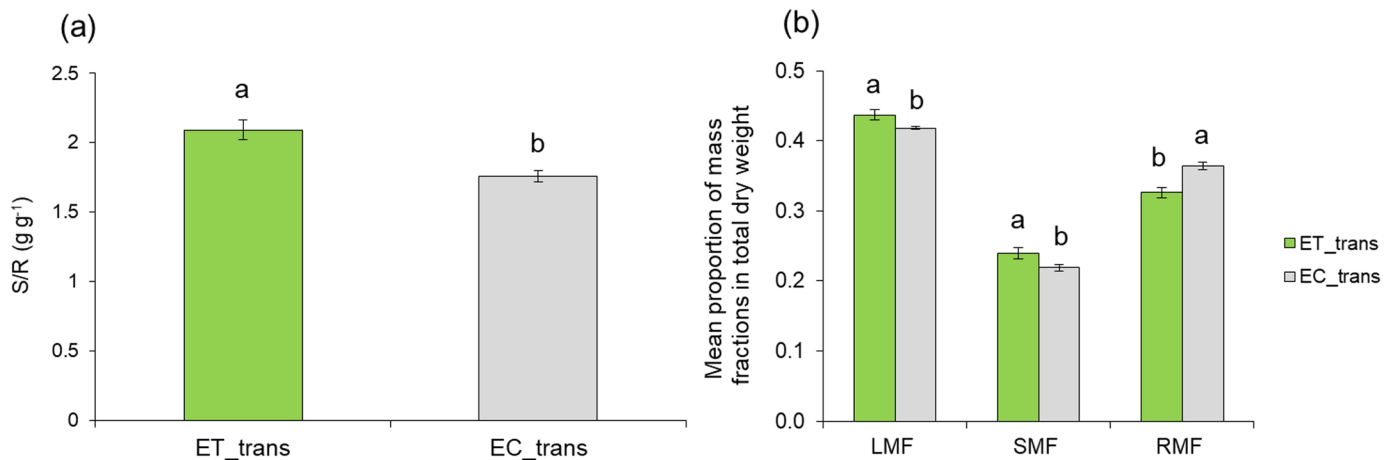 (a)
S/R (g g⁻¹)
2.5
2
1.5
1
0.5
0
a
b
ET_trans
EC_trans
(b)
Mean proportion of mass
fractions in total dry weight
0.5
0.4
0.3
0.2
0.1
0.0
a
b
a
b
b
a
LMF
SMF
RMF
ET_trans
EC_trans